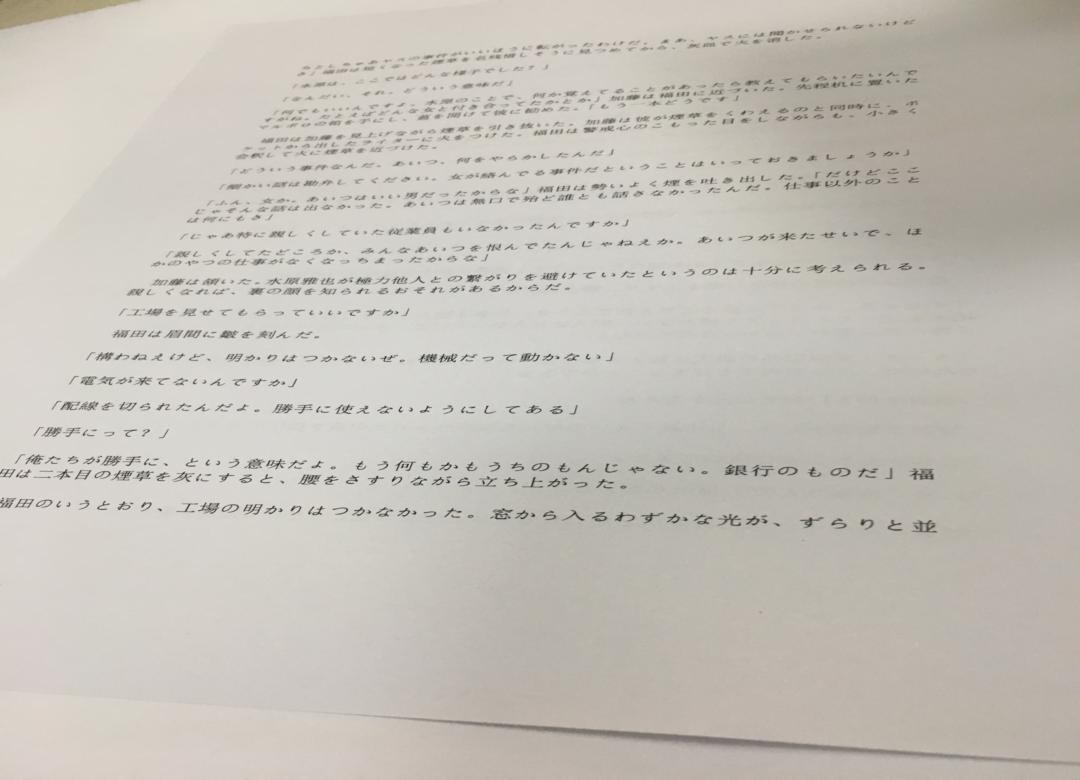 ちとしちゃあヤスの事件がいいほうに転がったわけだ。まあ、ヤスには聞かせられないけど
さ」福田は短くなった煙草を名残惜しそうに見つめてから、灰皿で火を消した。
「水原は、ここではどんな様子でした？」
「なんだい、それ。どういう意味だ」
「何でもいいんですよ。水原のことで、何か覚えてることがあったら教えてもらいたいんで
すがね。たとえばどんな女と付き合ってたかとか」加藤は福田に近づいた。先程机に置いた
マルボロの箱を手にし、蓋を開けて彼に勧めた。「もう一本どうです」
福田は加藤を見上げながら煙草を引き抜いた。加藤は彼が煙草をくわえるのと同時に、ポ
ケットから出したライターに火をつけた。福田は警戒心のこもった目をしながらも、小さく
会釈して火に煙草を近づけた。
「どういう事件なんだ。あいつ、何をやらかしたんだ」
「細かい話は勘弁してください。女が絡んでる事件だということはいっておきましょうか」
「ふん、女か。あいつはいい男だったからな」福田は勢いよく煙を吐き出した。「だけどここ
じゃそんな話は出なかった。あいつは無口で殆ど誰とも話さなかったんだ。仕事以外のこと
は何にもさ」
「じゃあ特に親しくしていた従業員もいなかったんですか」
「親しくしてたどころか、みんなあいつを恨んでたんじゃねえか。あいつが来たせいで、ほ
かのやつの仕事がなくなっちまったからな」
加藤は頷いた。水原雅也が極力他人との繋がりを避けていたというのは十分に考えられる。
親しくなれば、裏の顔を知られるおそれがあるからだ。
「工場を見せてもらっていいですか」
福田は眉間に皺を刻んだ。
「構わねえけど、明かりはつかないぜ。機械だって動かない」
「電気が来てないんですか」
「配線を切られたんだよ。勝手に使えないようにしてある」
「勝手にって？」
「俺たちが勝手に、という意味だよ。もう何もかもうちのもんじゃない。銀行のものだ」福
田は二本目の煙草を灰にすると、腰をさすりながら立ち上がった。
福田のいうとおり、工場の明かりはつかなかった。窓から入るわずかな光が、ずらりと並